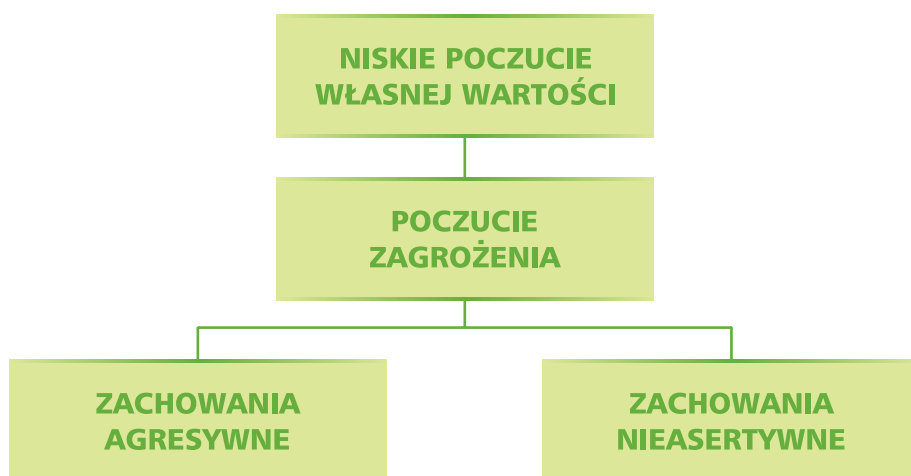 NISKIE POCZUCIE
WŁASNEJ WARTOŚCI
POCZUCIE
ZAGROŻENIA
ZACHOWANIA
AGRESYWNE
ZACHOWANIA
NIEASERTYWNE